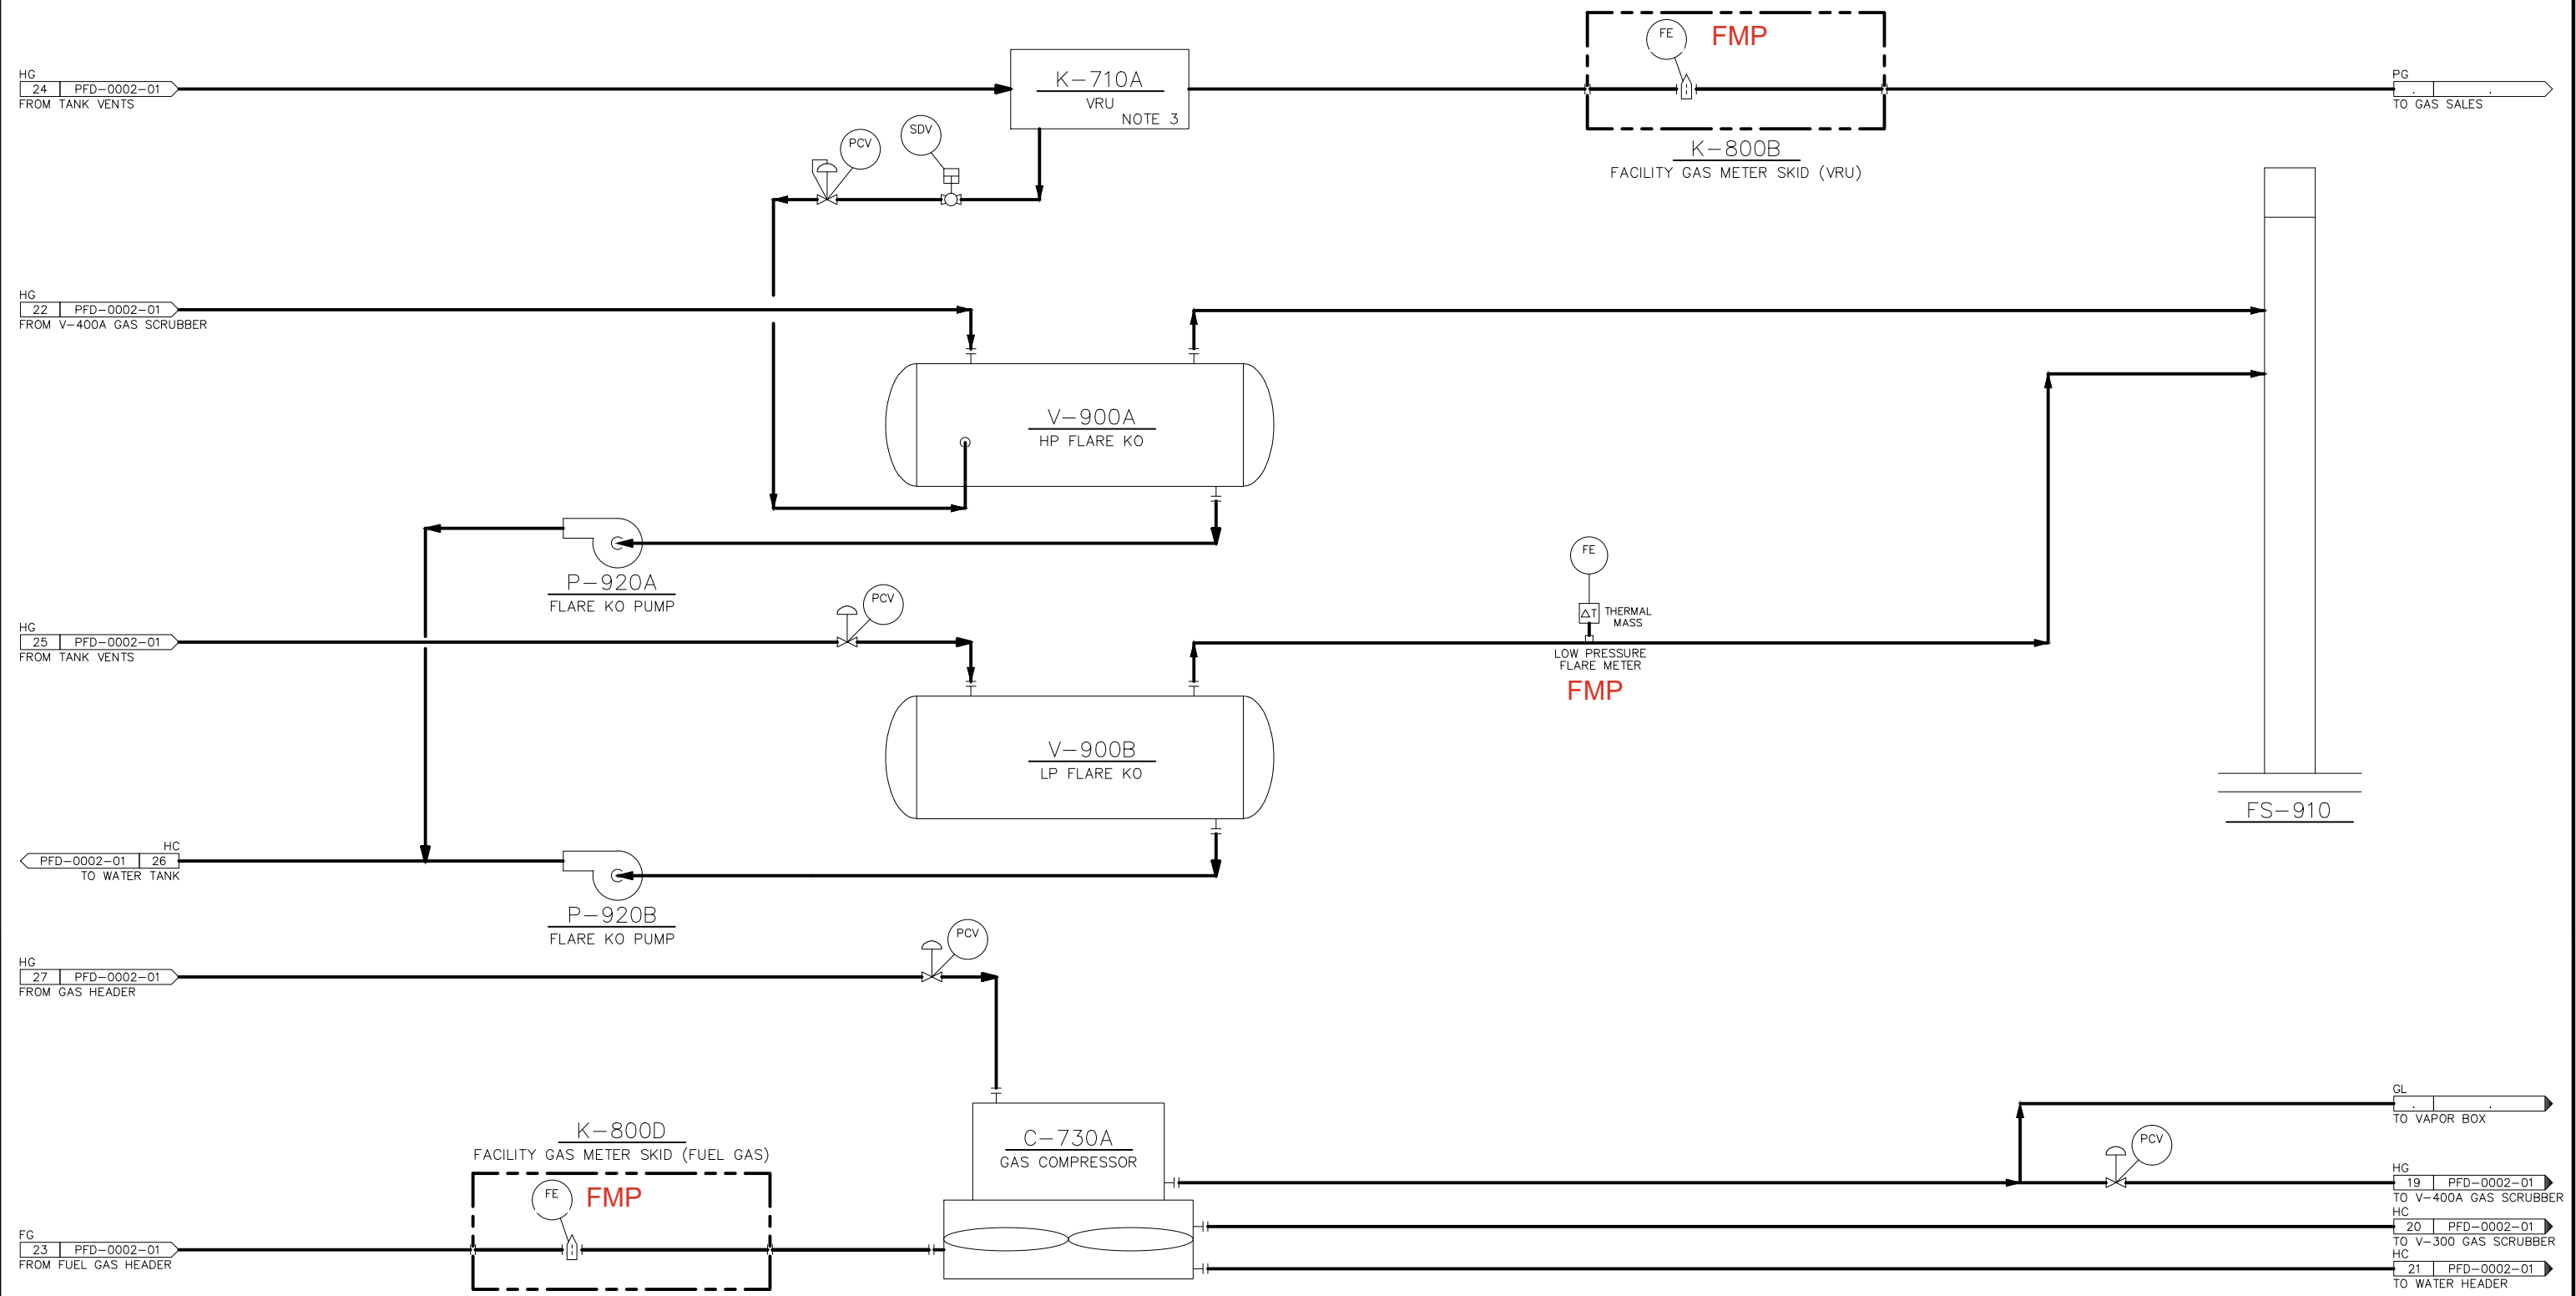 FE
FMP
HG
24 PFD-0002-01
FROM TANK VENTS
K-710A
VRU
NOTE 3
PG
. .
TO GAS SALES
K-800B
FACILITY GAS METER SKID (VRU)
PCV
SDV
HG
22 PFD-0002-01
FROM V-400A GAS SCRUBBER
V-900A
HP FLARE KO
P-920A
FLARE KO PUMP
FE
ΔT
THERMAL
MASS
LOW PRESSURE
FLARE METER
FMP
HG
25 PFD-0002-01
FROM TANK VENTS
PCV
V-900B
LP FLARE KO
FS-910
HC
PFD-0002-01 26
TO WATER TANK
P-920B
FLARE KO PUMP
HG
27 PFD-0002-01
FROM GAS HEADER
PCV
K-800D
FACILITY GAS METER SKID (FUEL GAS)
FE
FMP
FG
23 PFD-0002-01
FROM FUEL GAS HEADER
C-730A
GAS COMPRESSOR
GL
. .
TO VAPOR BOX
PCV
HG
19 PFD-0002-01
TO V-400A GAS SCRUBBER
HC
20 PFD-0002-01
TO V-300 GAS SCRUBBER
HC
21 PFD-0002-01
TO WATER HEADER